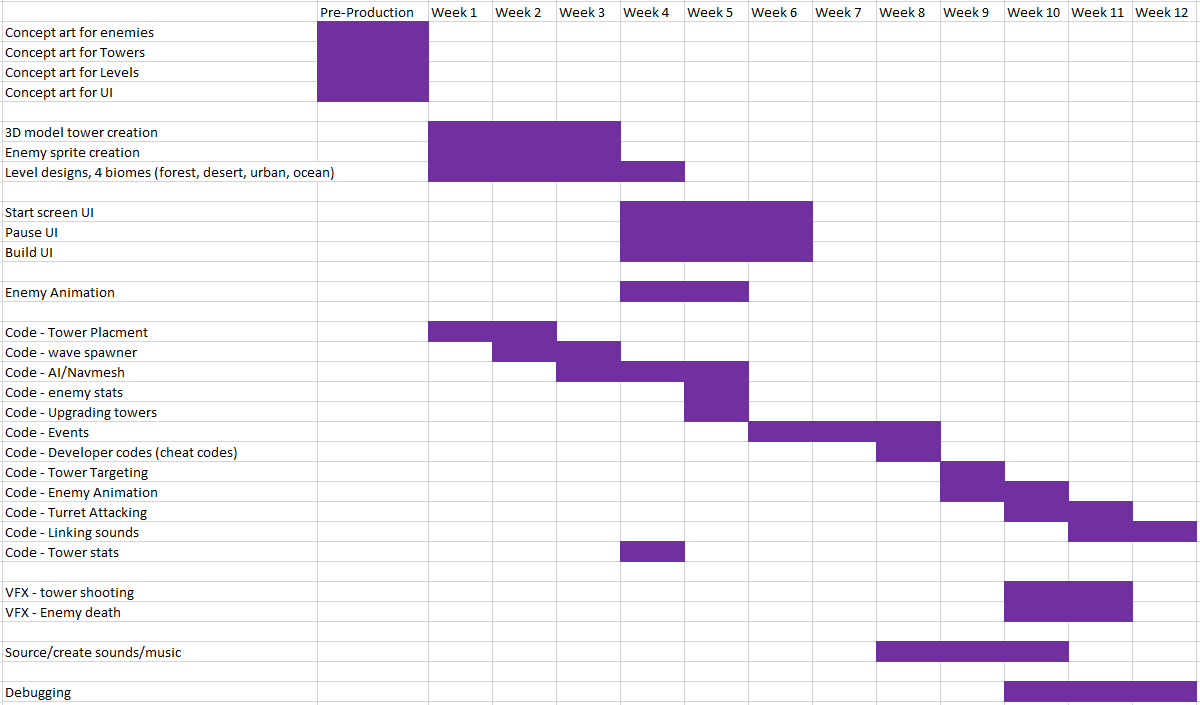 Pre-Production Week 1 Week 2 Week 3 Week 4 Week 5 Week 6 Week 7 Week 8 Week 9 Week 10 Week 11 Week 12
Concept art for enemies
Concept art for Towers
Concept art for Levels
Concept art for UI
3D model tower creation
Enemy sprite creation
Level designs, 4 biomes (forest, desert, urban, ocean)
Start screen UI
Pause UI
Build UI
Enemy Animation
Code - Tower Placment
Code - wave spawner
Code - AI/Navmesh
Code - enemy stats
Code - Upgrading towers
Code - Events
Code - Developer codes (cheat codes)
Code - Tower Targeting
Code - Enemy Animation
Code - Turret Attacking
Code - Linking sounds
Code - Tower stats
VFX - tower shooting
VFX - Enemy death
Source/create sounds/music
Debugging